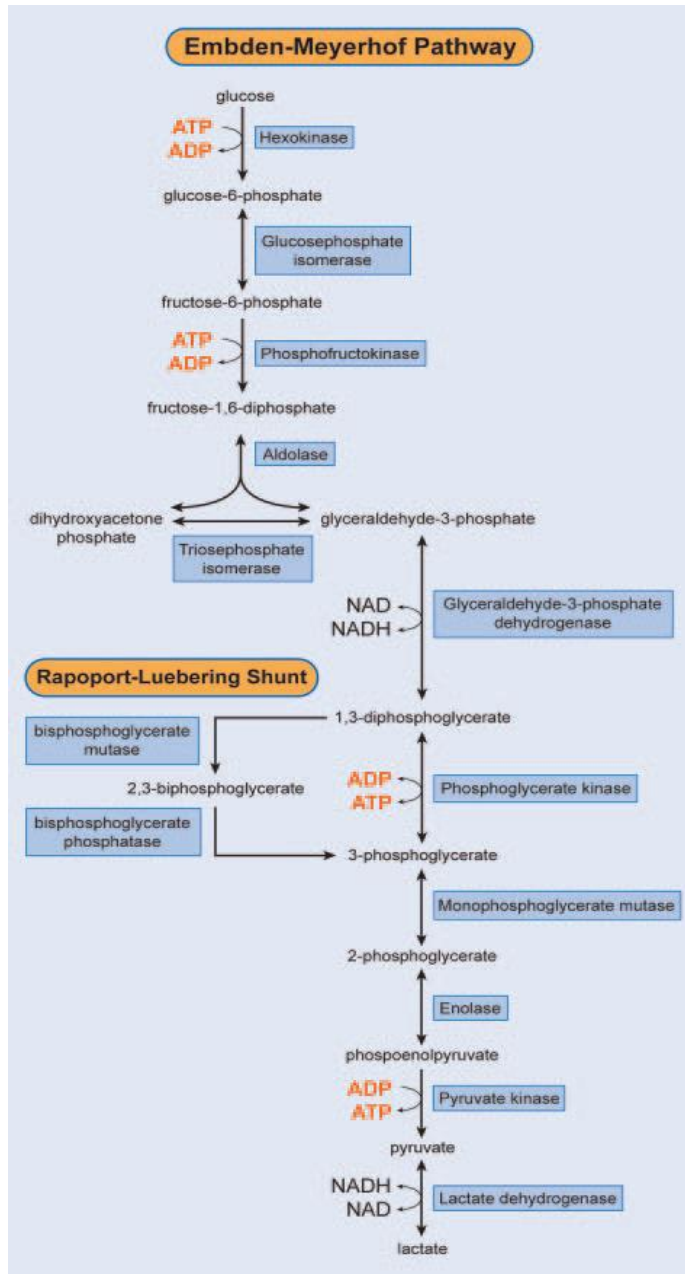 Embden-Meyerhof Pathway
glucose
ATP
ADP
Hexokinase
glucose-6-phosphate
Glucosephosphate
isomerase
fructose-6-phosphate
ATP
ADP
Phosphofructokinase
fructose-1,6-diphosphate
Aldolase
dihydroxyacetone
phosphate
glyceraldehyde-3-phosphate
Triosephosphate
isomerase
NAD
NADH
Glyceraldehyde-3-phosphate
dehydrogenase
Rapoport-Luebering Shunt
1,3-diphosphoglycerate
bisphosphoglycerate
mutase
2,3-biphosphoglycerate
ADP
ATP
Phosphoglycerate kinase
bisphosphoglycerate
phosphatase
3-phosphoglycerate
Monophosphoglycerate mutase
2-phosphoglycerate
Enolase
phospoenolpyruvate
ADP
ATP
Pyruvate kinase
pyruvate
NADH
NAD
Lactate dehydrogenase
lactate